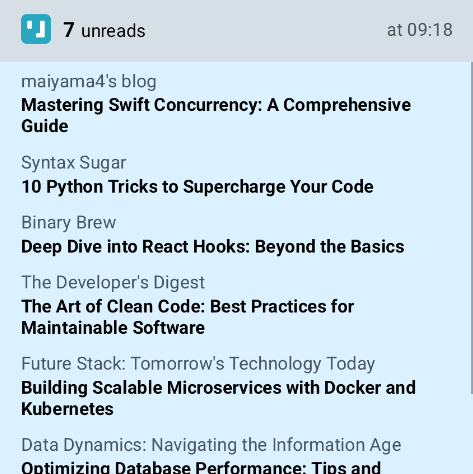 7 unreads
at 09:18
maiyama4's blog
Mastering Swift Concurrency: A Comprehensive
Guide
Syntax Sugar
10 Python Tricks to Supercharge Your Code
Binary Brew
Deep Dive into React Hooks: Beyond the Basics
The Developer's Digest
The Art of Clean Code: Best Practices for
Maintainable Software
Future Stack: Tomorrow's Technology Today
Building Scalable Microservices with Docker and
Kubernetes
Data Dynamics: Navigating the Information Age
Optimizing Database Performance: Tips and